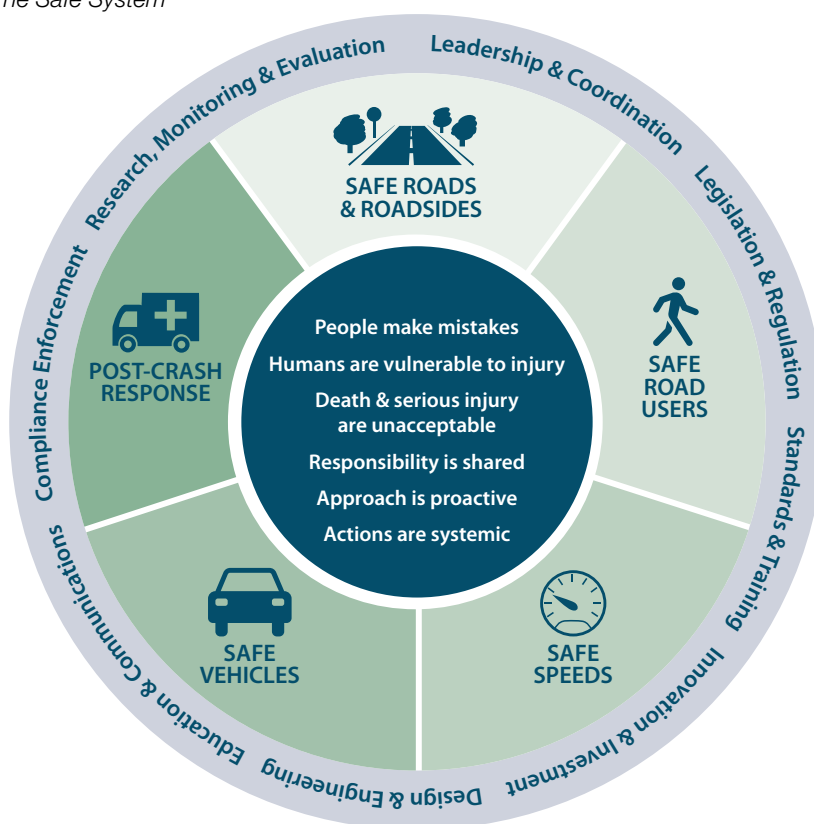 The Safe System
Leadership & Coordination
Legislation & Regulation
Standards & Training
Innovation & Investment
Design & Engineering
Education & Communications
Compliance Enforcement
Research, Monitoring & Evaluation
SAFE ROADS
& ROADSIDES
SAFE
ROAD
USERS
SAFE
SPEEDS
SAFE
VEHICLES
POST-CRASH
RESPONSE
People make mistakes
Humans are vulnerable to injury
Death & serious injury
are unacceptable
Responsibility is shared
Approach is proactive
Actions are systemic